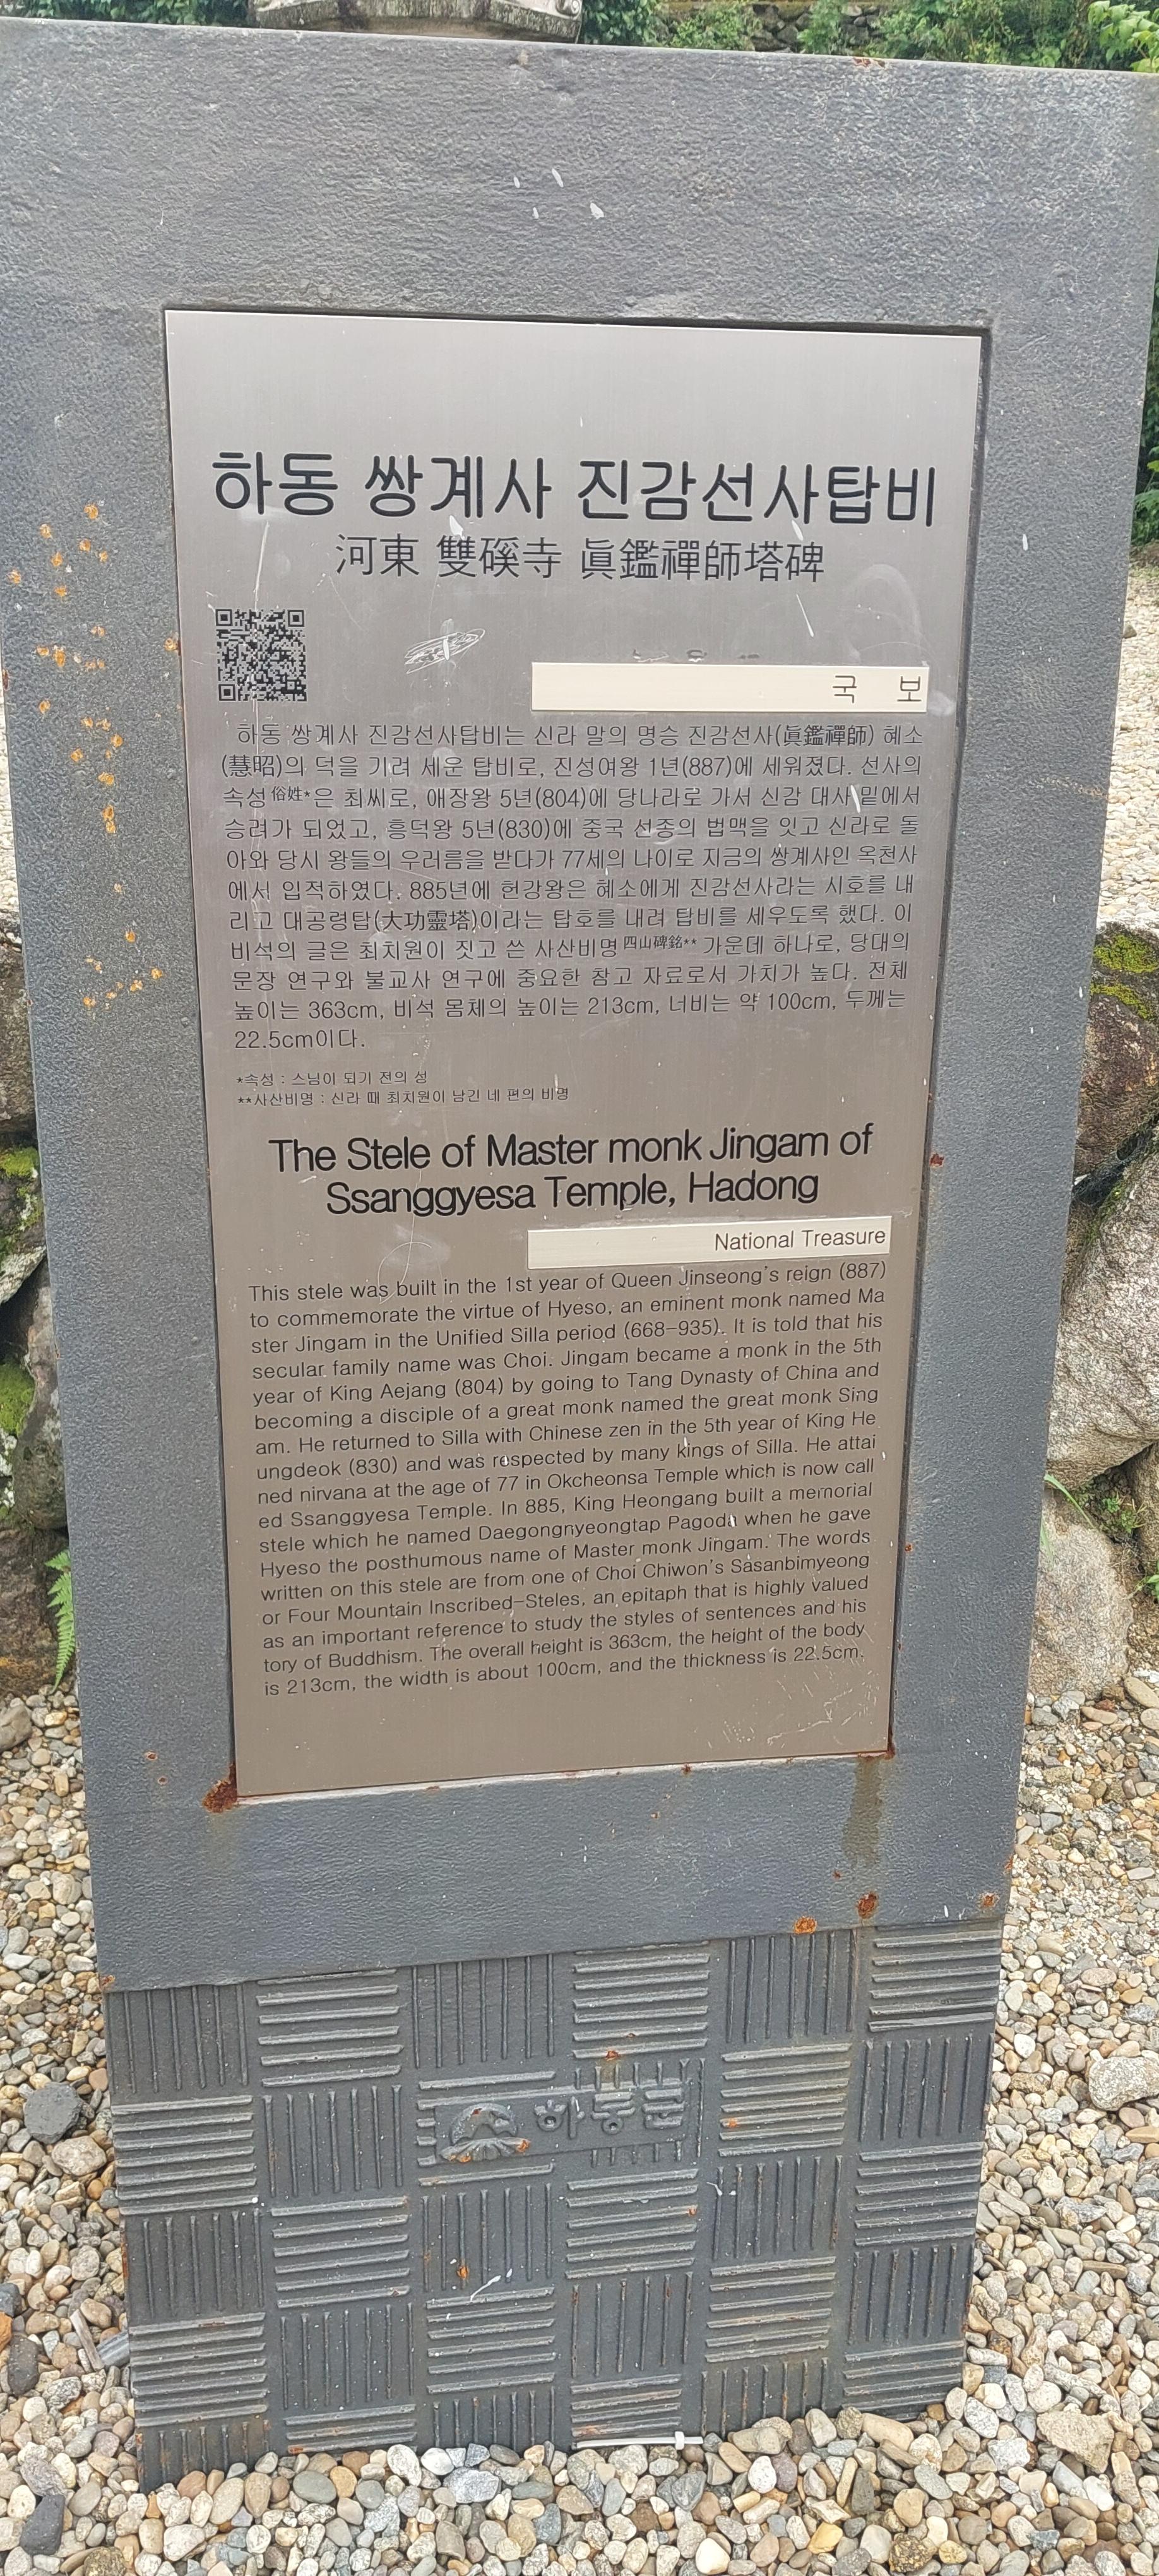 하동 쌍계사 진감선사탑비
河東 雙磎寺 眞鑑禪師塔碑
국 보
하동 쌍계사 진감선사탑비는 신라 말의 명승 진감선사(眞鑑禪師) 혜소
(慧昭)의 덕을 기려 세운 탑비로, 진성여왕 1년(887)에 세워졌다. 선사의
속성俗姓*은 최씨로, 애장왕 5년(804)에 당나라로 가서 신감 대사 밑에서
승려가 되었고, 흥덕왕 5년(830)에 중국 선종의 법맥을 잇고 신라로 돌
아와 당시 왕들의 우러름을 받다가 77세의 나이로 지금의 쌍계사인 옥천사
에서 입적하였다. 885년에 헌강왕은 혜소에게 진감선사라는 시호를 내
리고 대공령탑(大功靈塔)이라는 탑호를 내려 탑비를 세우도록 했다. 이
비석의 글은 최치원이 짓고 쓴 사산비명四山碑銘** 가운데 하나로, 당대의
문장 연구와 불교사 연구에 중요한 참고 자료로서 가치가 높다. 전체
높이는 363cm, 비석 몸체의 높이는 213cm, 너비는 약 100cm, 두께는
22.5cm이다.
*속성 : 스님이 되기 전의 성
**사산비명 : 신라 때 최치원이 남긴 네 편의 비명
The Stele of Master monk Jingam of
Ssanggyesa Temple, Hadong
National Treasure
This stele was built in the 1st year of Queen Jinseong's reign (887)
to commemorate the virtue of Hyeso, an eminent monk named Ma
ster Jingam in the Unified Silla period (668-935). It is told that his
secular family name was Choi. Jingam became a monk in the 5th
year of King Aejang (804) by going to Tang Dynasty of China and
becoming a disciple of a great monk named the great monk Sing
am. He returned to Silla with Chinese zen in the 5th year of King He
ungdeok (830) and was respected by many kings of Silla. He attai
ned nirvana at the age of 77 in Okcheonsa Temple which is now call
ed Ssanggyesa Temple. In 885, King Heongang built a memorial
stele which he named Daegongnyeongtap Pagoda when he gave
Hyeso the posthumous name of Master monk Jingam. The words
written on this stele are from one of Choi Chiwon's Sasanbimyeong
or Four Mountain Inscribed-Steles, an epitaph that is highly valued
as an important reference to study the styles of sentences and his
tory of Buddhism. The overall height is 363cm, the height of the body
is 213cm, the width is about 100cm, and the thickness is 22.5cm.
하동군